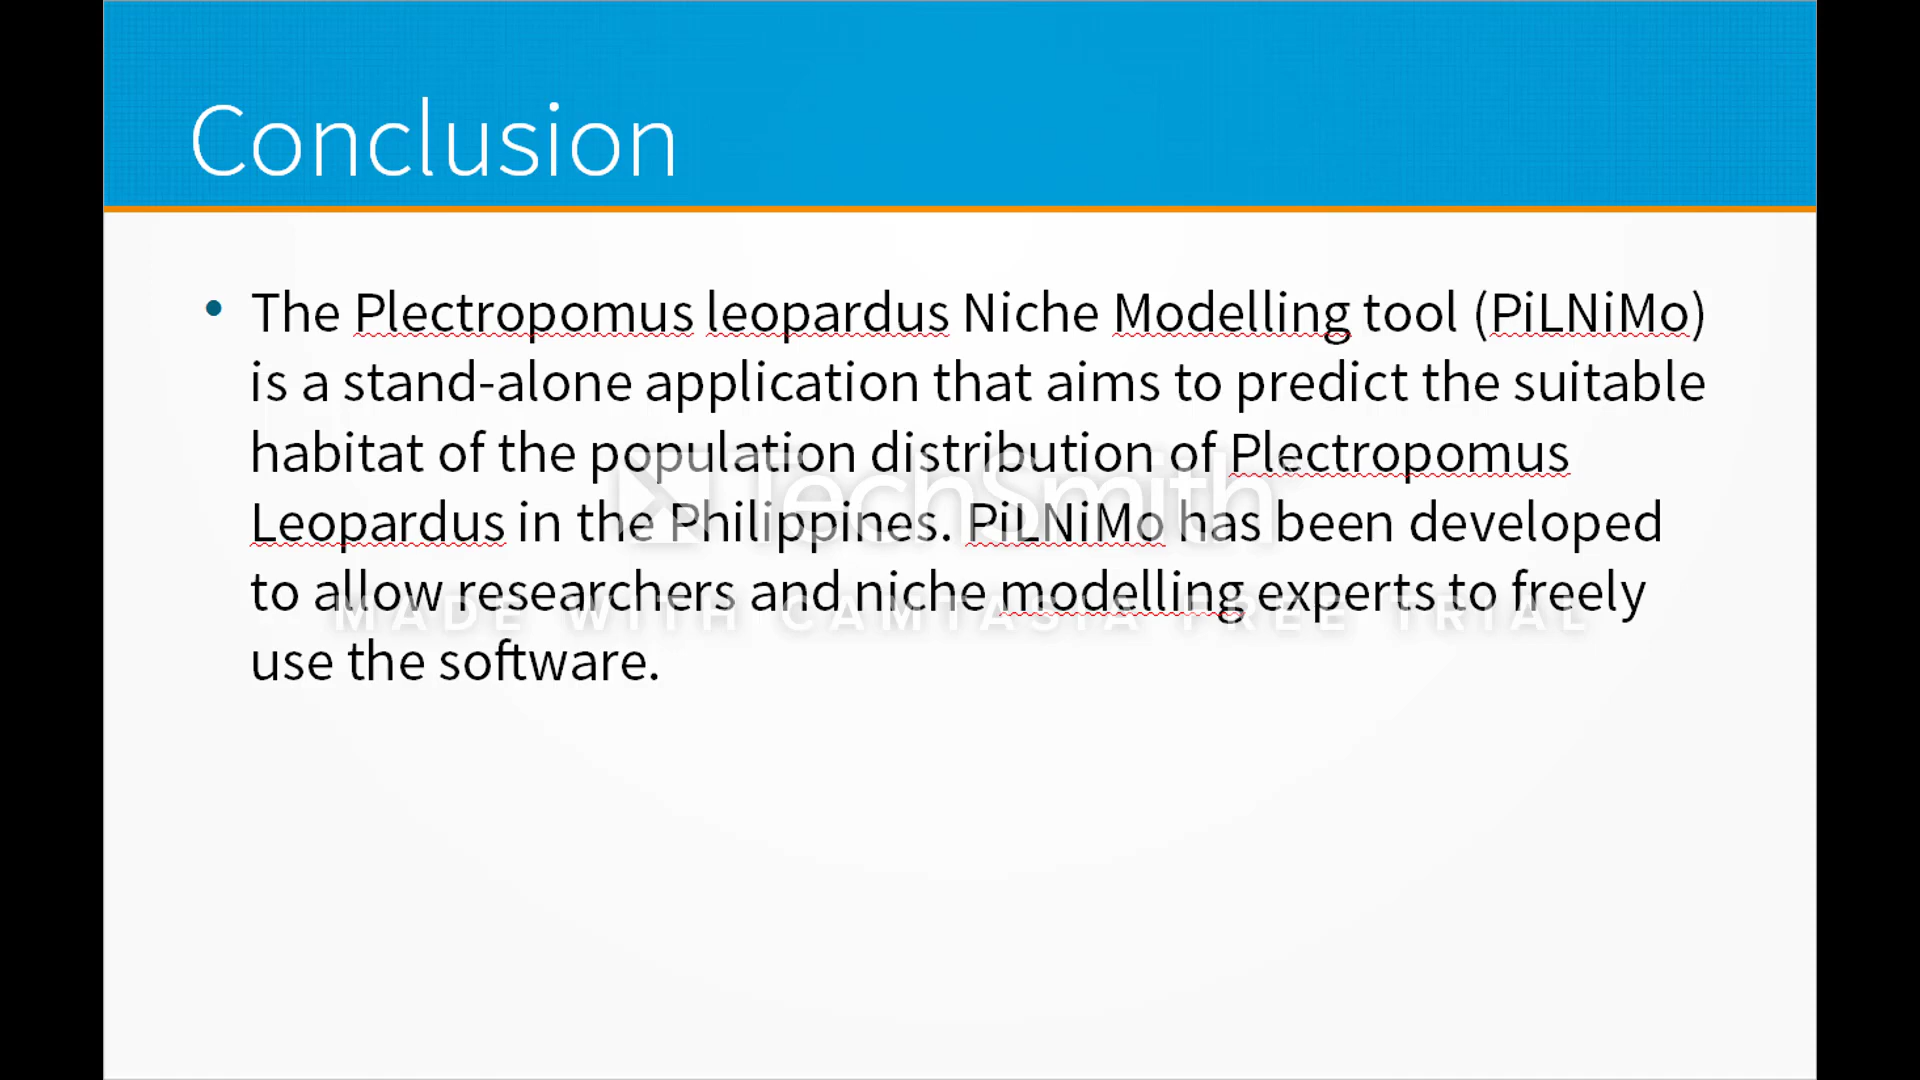 Conclusion
• The Plectropomus leopardus Niche Modelling tool (PiLNiMo)
is a stand-alone application that aims to predict the suitable
habitat of the population distribution of Plectropomus
Leopardus in the Philippines. PiLNiMo has been developed
to allow researchers and niche modelling experts to freely
use the software.
TechSmith
MADE WITH CAMTASIA FREE TRIAL